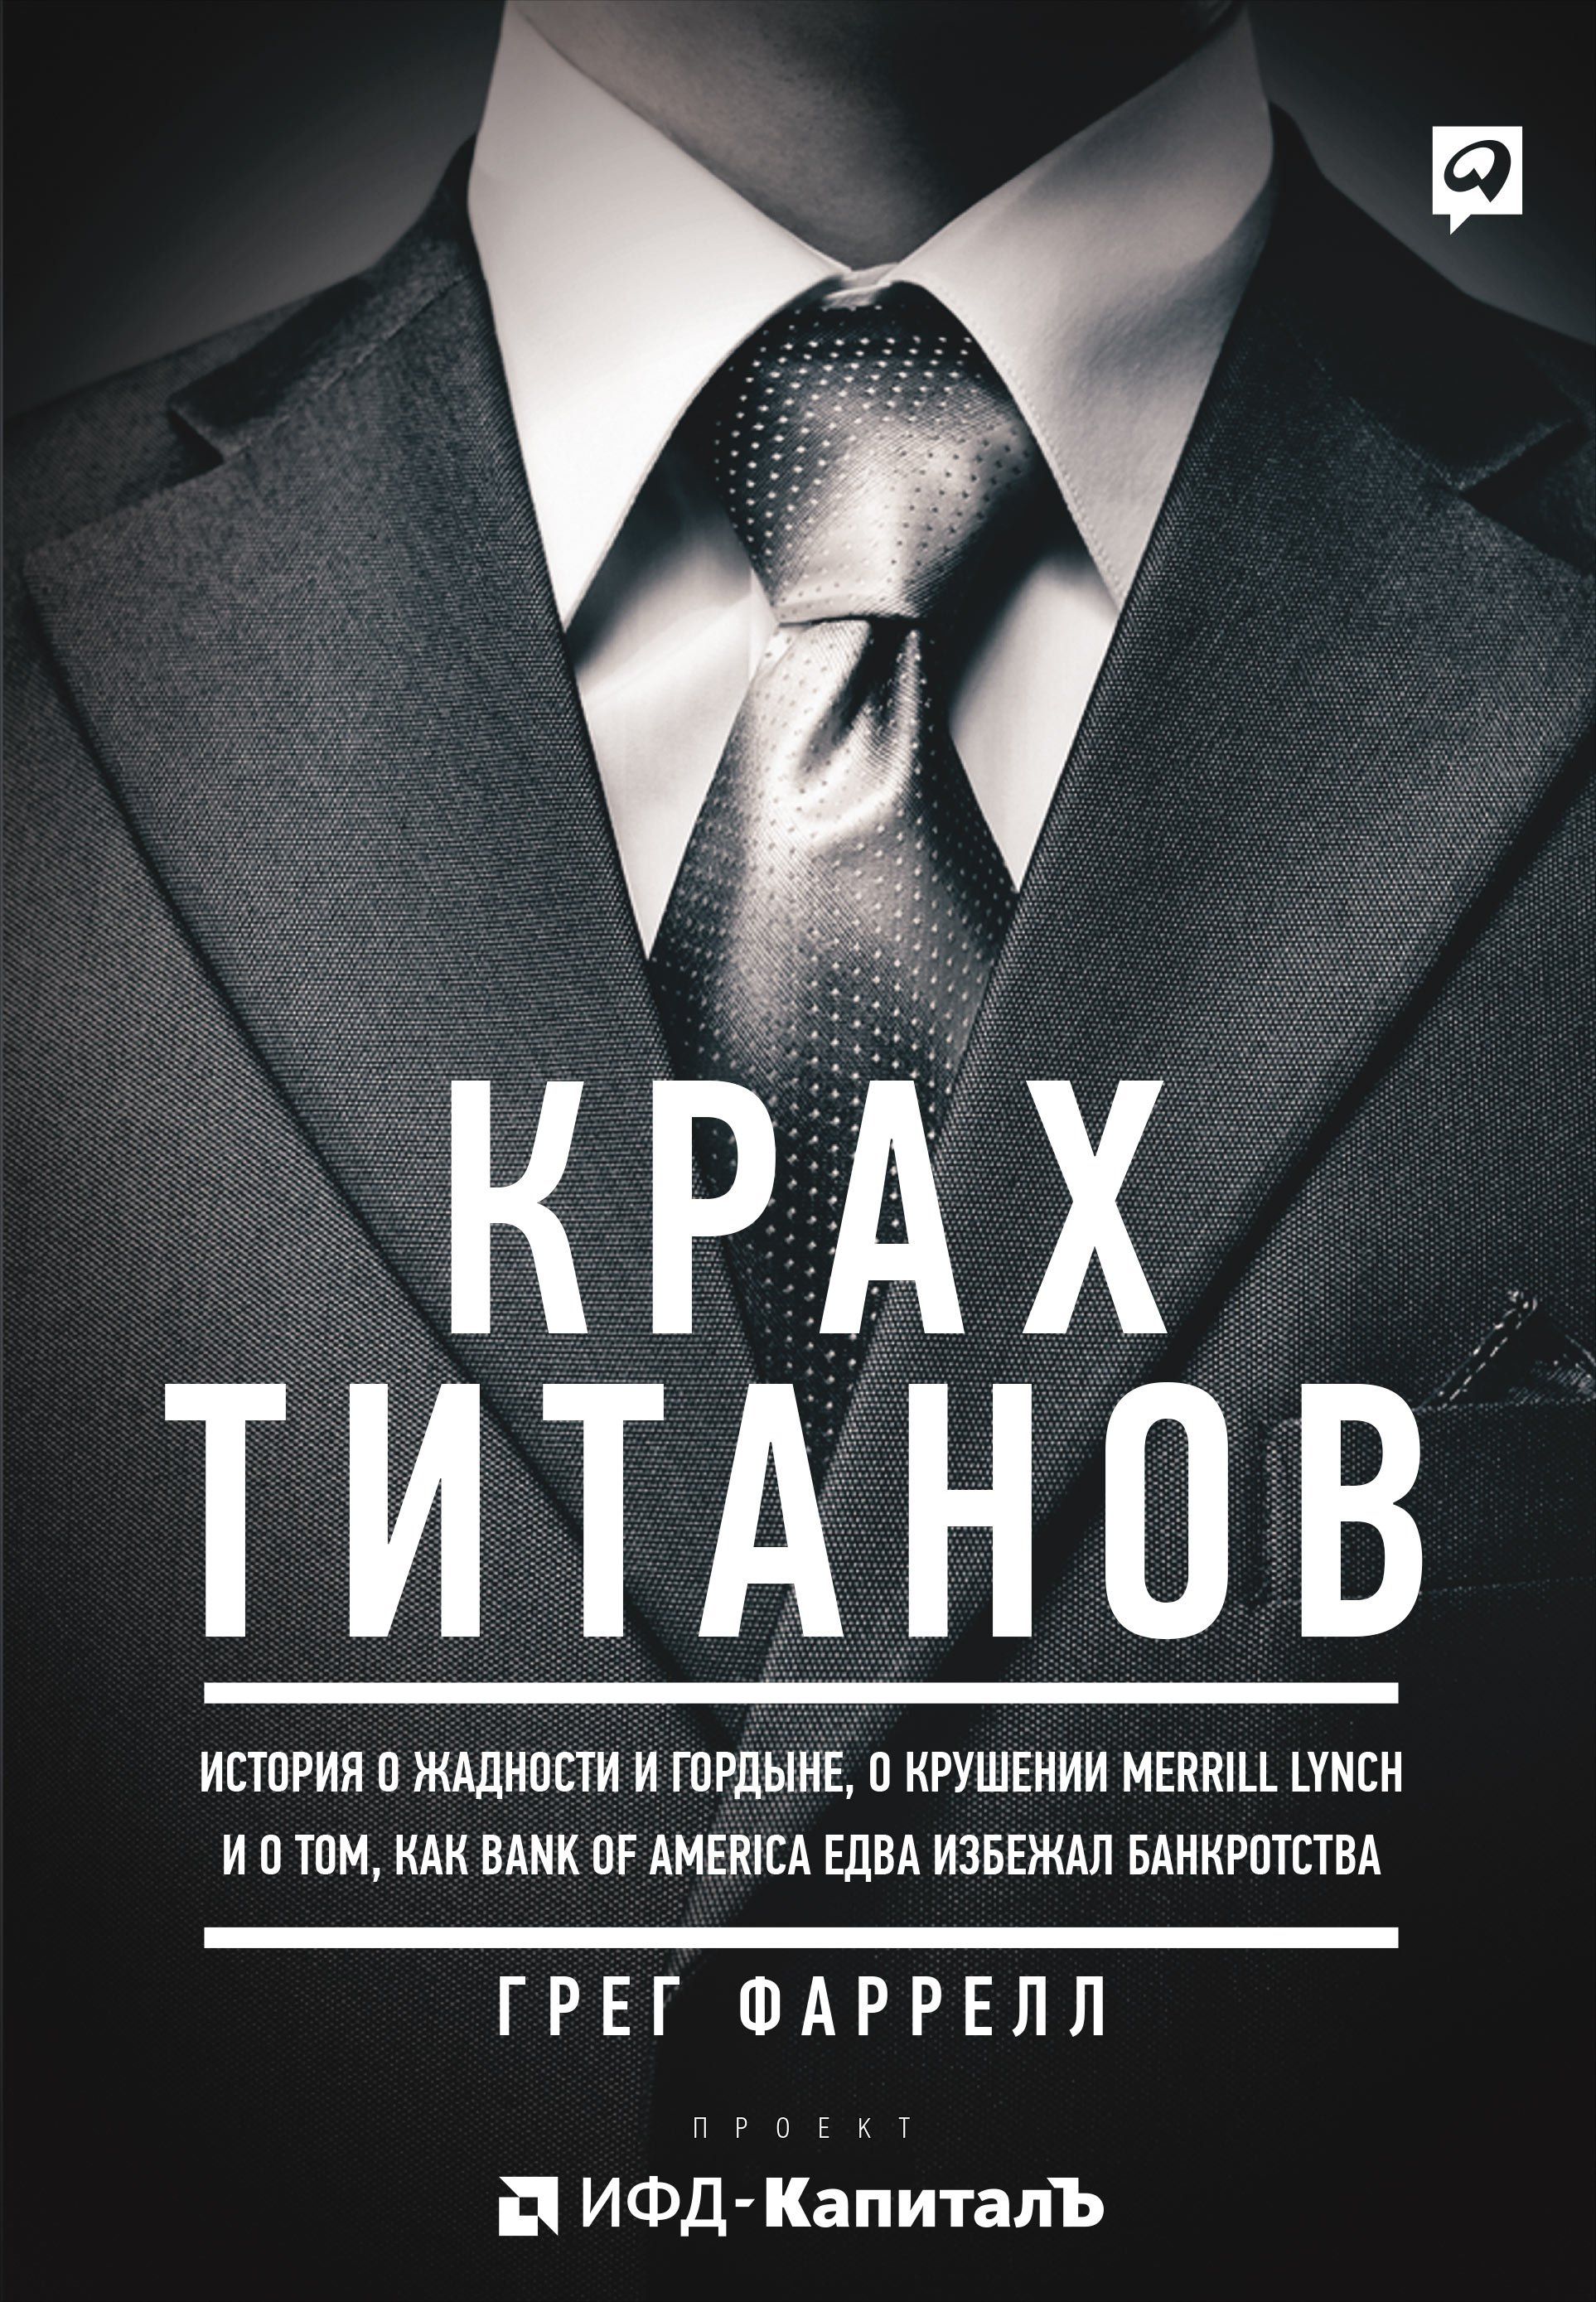 КРАХ
ТИТАНОВ
ИСТОРИЯ О ЖАДНОСТИ И ГОРДЫНЕ, О КРУШЕНИИ MERRILL LYNCH
И О ТОМ, КАК BANK OF AMERICA ЕДВА ИЗБЕЖАЛ БАНКРОТСТВА
ГРЕГ ФАРРЕЛЛ
ПРОЕКТ
ИФД-КапиталЪ